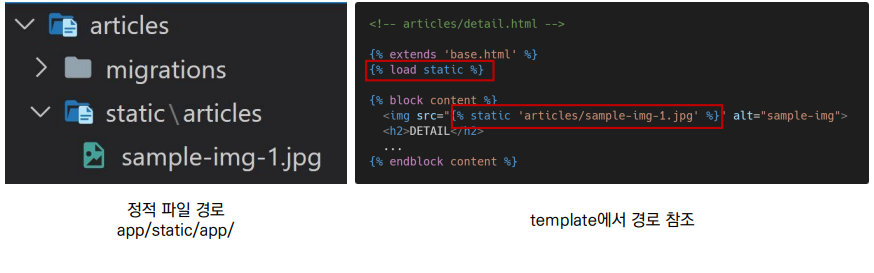 articles
migrations
static\articles
sample-img-1.jpg
정적 파일 경로
app/static/app/
<!-- articles/detail.html -->
{% extends 'base.html' %}
{% load static %}
{% block content %}
<img src="{% static 'articles/sample-img-1.jpg' %}" alt="sample-img">
<h2>DETAIL</h2>
...
{% endblock content %}
template에서 경로 참조